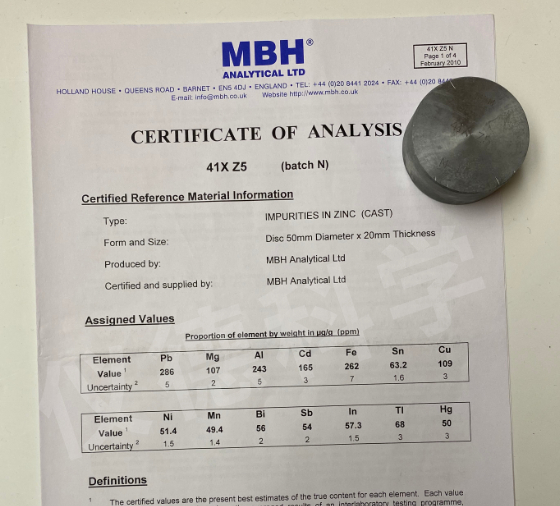 MBH®
ANALYTICAL LTD
41X Z5 N
Page 1 of 4
February 2010
HOLLAND HOUSE • QUEENS ROAD • BARNET • EN5 4DJ • ENGLAND • TEL: +44 (0)20 8441 2024 • FAX: +44 (0)20
E-mail: info@mbh.co.uk Website http://www.mbh.co.uk
CERTIFICATE OF ANALYSIS
41X Z5 (batch N)
Certified Reference Material Information
Type: IMPURITIES IN ZINC (CAST)
Form and Size: Disc 50mm Diameter x 20mm Thickness
Produced by: MBH Analytical Ltd
Certified and supplied by: MBH Analytical Ltd
Assigned Values
Proportion of element by weight in µg/g (ppm)
Element Pb Mg Al Cd Fe Sn Cu
Value 1 286 107 243 165 262 63.2 109
Uncertainty 2 5 2 5 3 7 1.6 3
Element Ni Mn Bi Sb In Tl Hg
Value 1 51.4 49.4 56 54 57.3 68 50
Uncertainty 2 1.5 1.4 2 2 1.5 3 3
Definitions
1 The certified values are the present best estimates of the true content for each element. Each value
results of an interlaboratory testing programme,